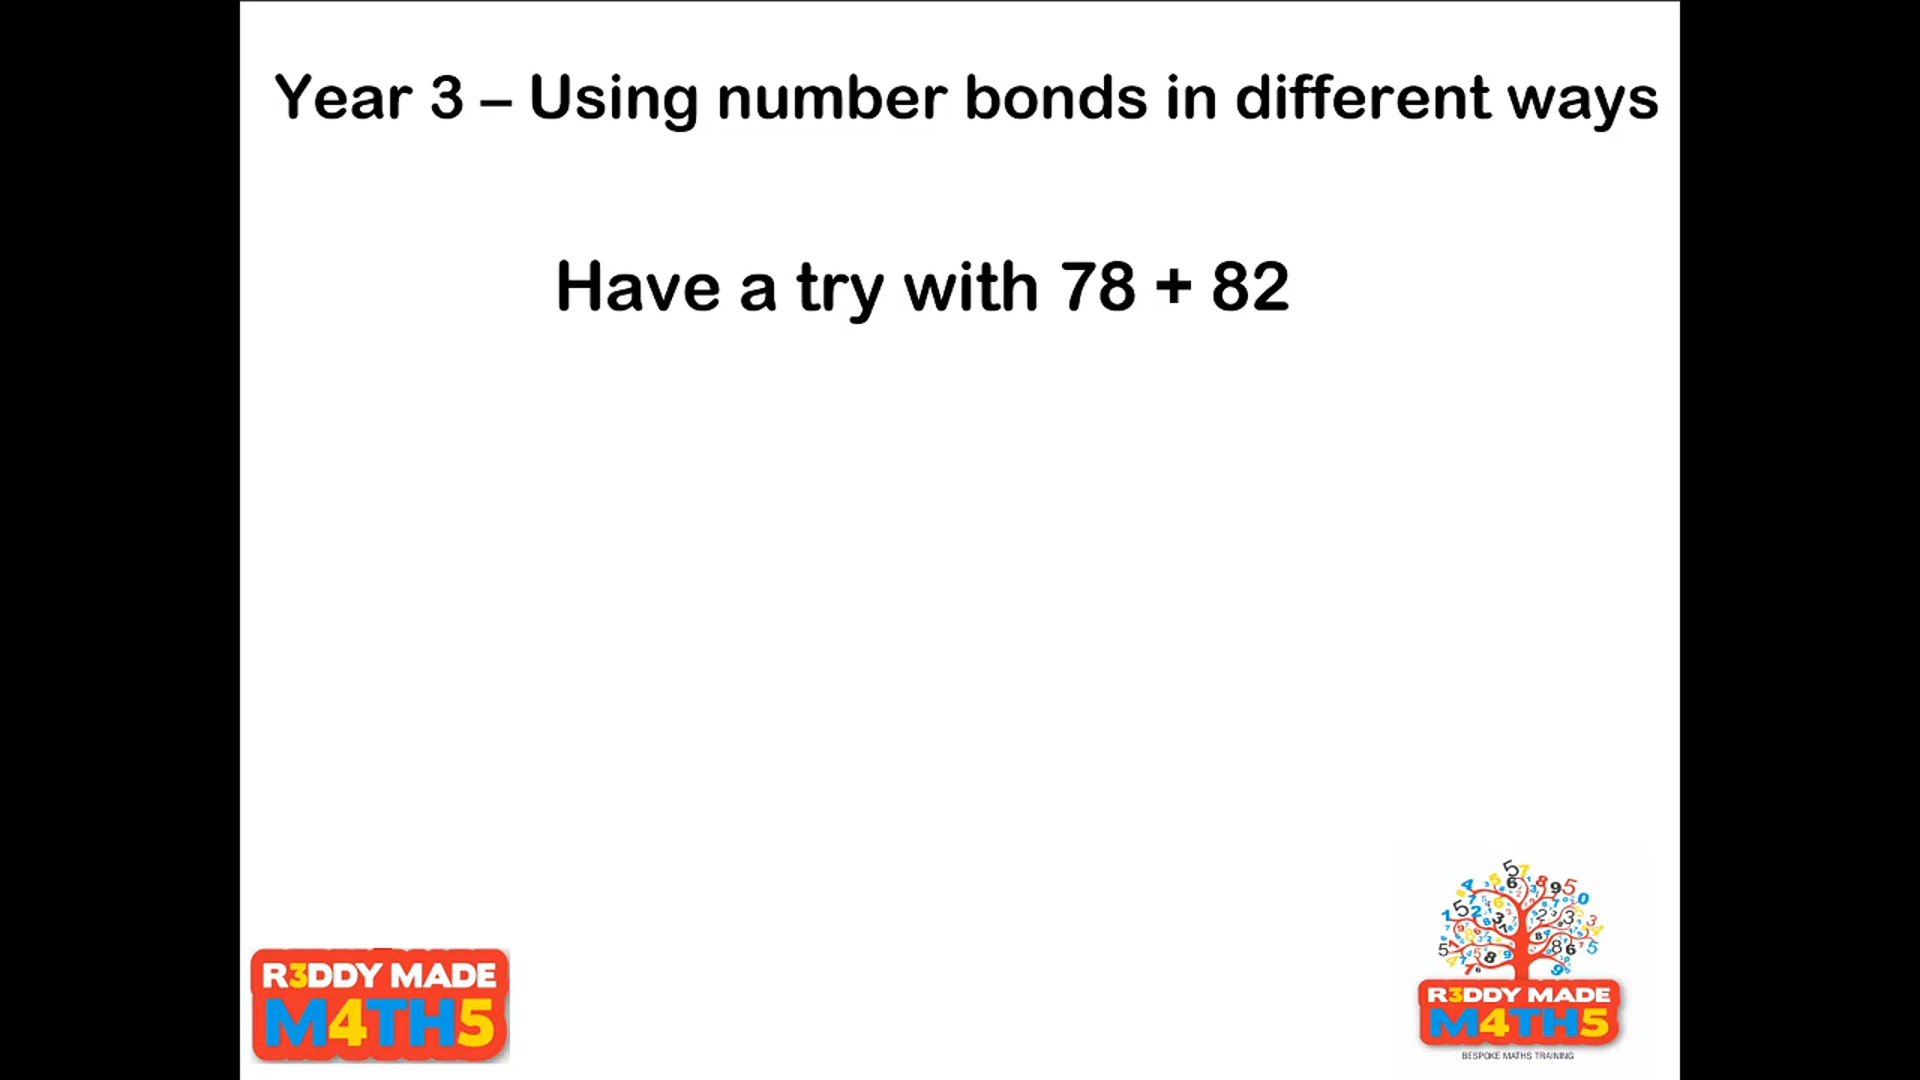 Year 3 – Using number bonds in different ways
Have a try with 78 + 82
R3DDY MADE
M4TH5
R3DDY MADE
M4TH5
BESPOKE MATHS TRAINING